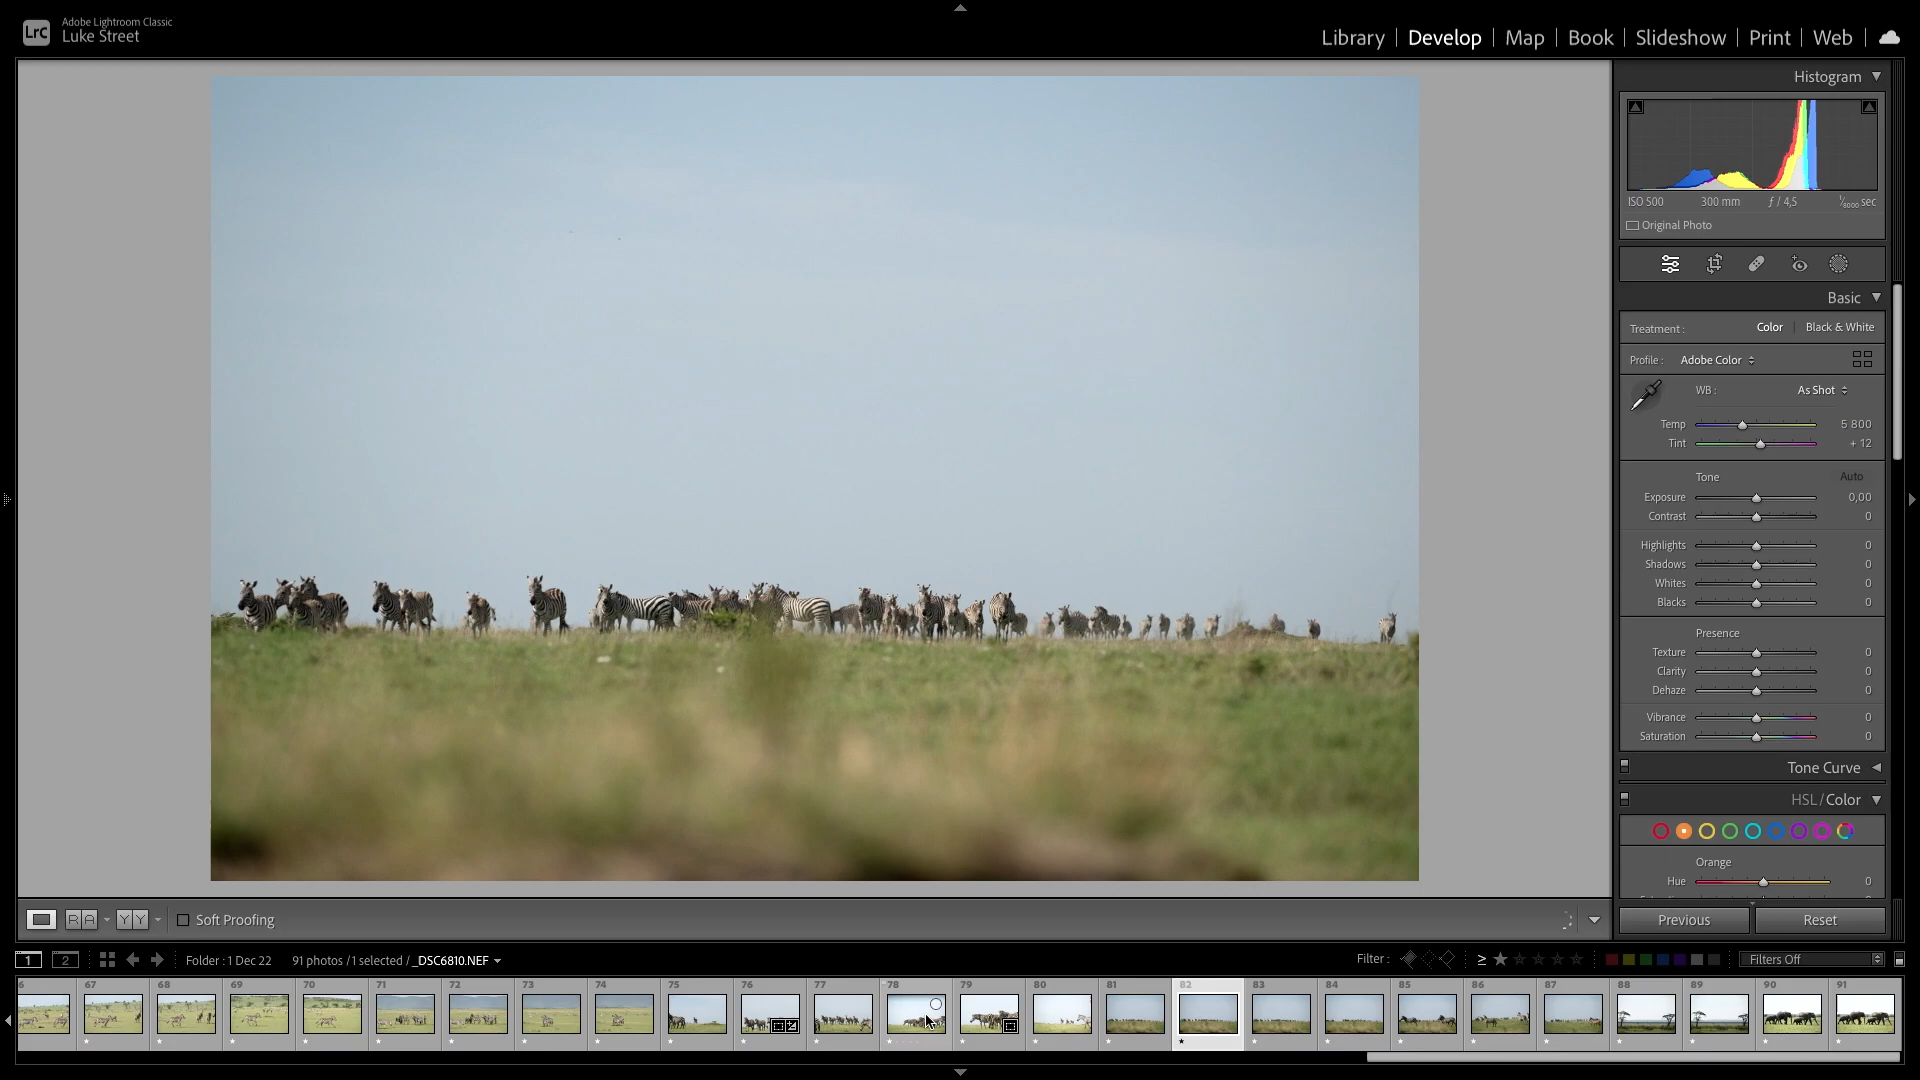 LrC
Adobe Lightroom Classic
Luke Street
Library | Develop | Map | Book | Slideshow | Print | Web
Histogram
ISO 500 300 mm ƒ / 4,5 1/8000 sec
Original Photo
Basic
Treatment : Color Black & White
Profile : Adobe Color
WB : As Shot
Temp 5 800
Tint + 12
Tone Auto
Exposure 0,00
Contrast 0
Highlights 0
Shadows 0
Whites 0
Blacks 0
Presence
Texture 0
Clarity 0
Dehaze 0
Vibrance 0
Saturation 0
Tone Curve
HSL / Color
Orange
Hue 0
R A Y Y Soft Proofing
Previous Reset
1 2 Folder : 1 Dec 22 91 photos / 1 selected / _DSC6810.NEF Filter : ≥ Filters Off
6 67 68 69 70 71 72 73 74 75 76 77 78 79 80 81 82 83 84 85 86 87 88 89 90 91